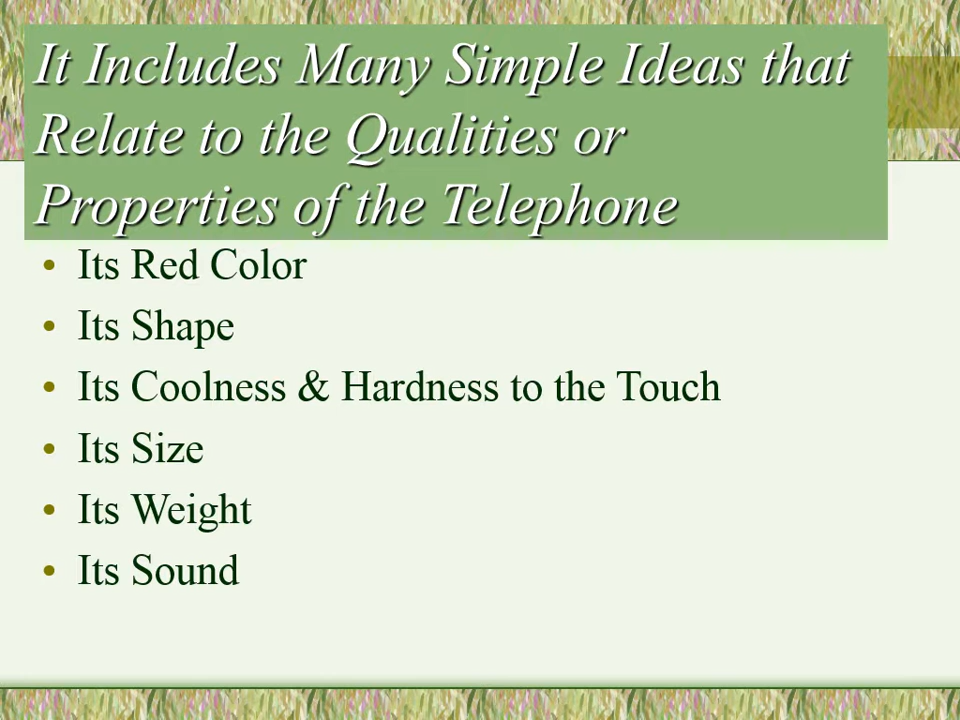 It Includes Many Simple Ideas that
Relate to the Qualities or
Properties of the Telephone
• Its Red Color
• Its Shape
• Its Coolness & Hardness to the Touch
• Its Size
• Its Weight
• Its Sound